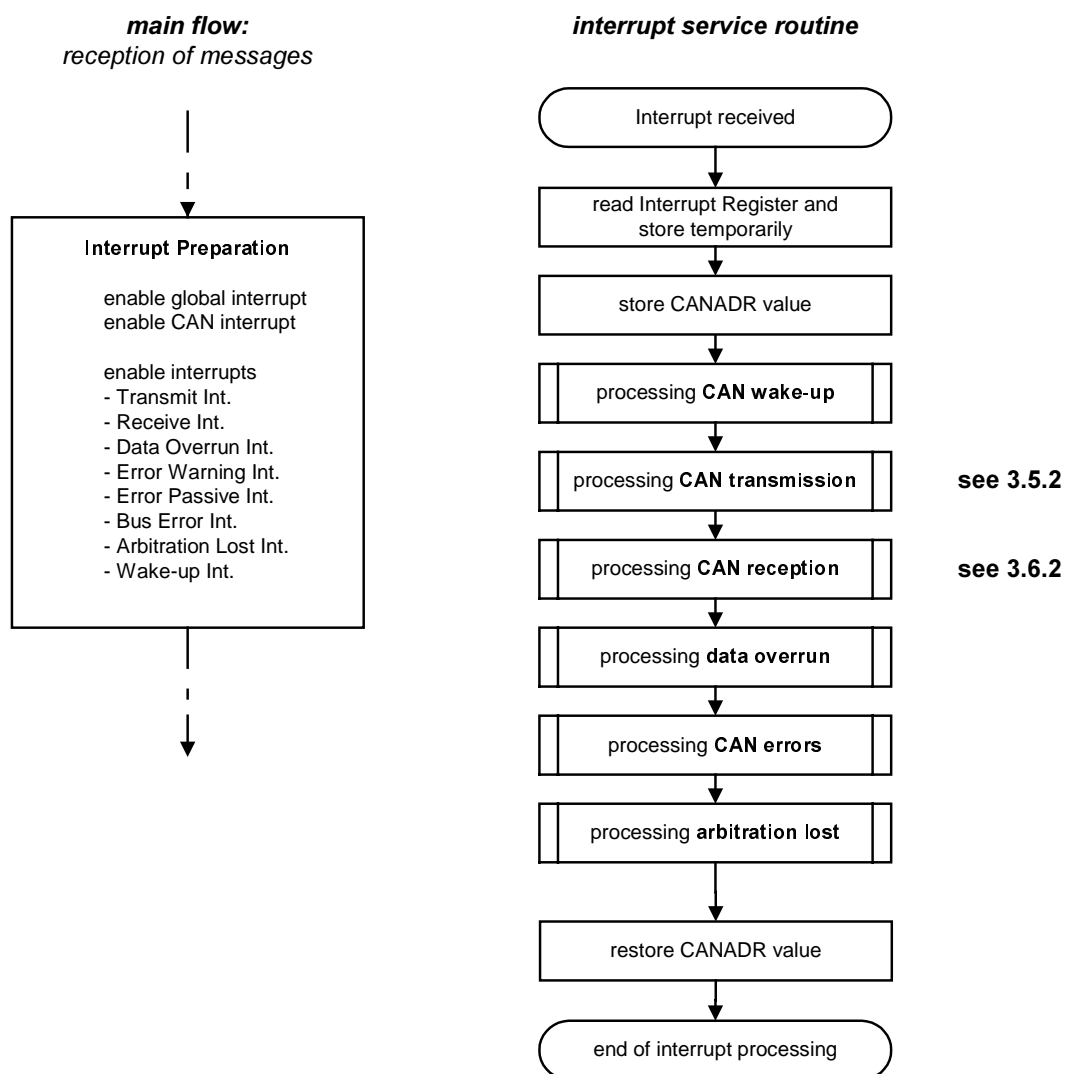 main flow:
reception of messages
Interrupt Preparation
enable global interrupt
enable CAN interrupt
enable interrupts
- Transmit Int.
- Receive Int.
- Data Overrun Int.
- Error Warning Int.
- Error Passive Int.
- Bus Error Int.
- Arbitration Lost Int.
- Wake-up Int.
interrupt service routine
Interrupt received
read Interrupt Register and
store temporarily
store CANADR value
processing CAN wake-up
processing CAN transmission
see 3.5.2
processing CAN reception
see 3.6.2
processing data overrun
processing CAN errors
processing arbitration lost
restore CANADR value
end of interrupt processing